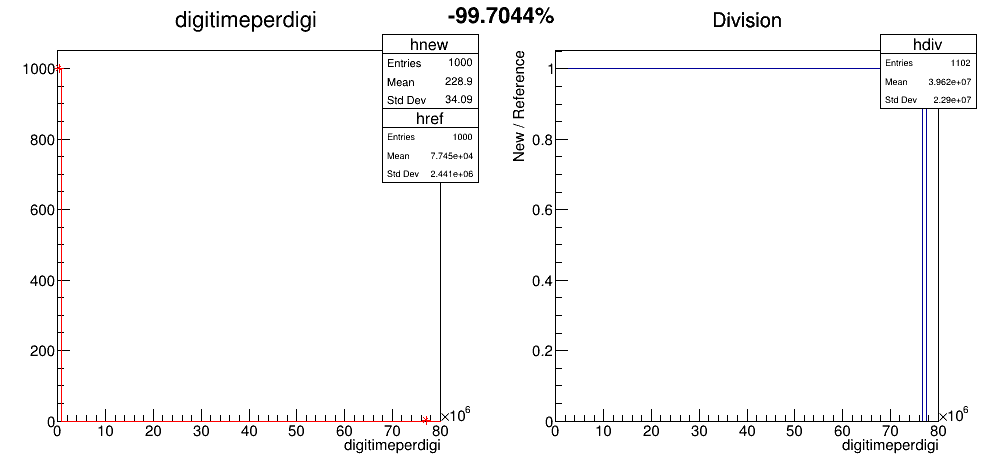 digitimeperdigi
-99.7044%
Division
hnew
Entries 1000
Mean 228.9
Std Dev 34.09
href
Entries 1000
Mean 7.745e+04
Std Dev 2.441e+06
1000
800
600
400
200
0
0 10 20 30 40 50 60 70 80
×10⁶
digitimeperdigi
hdiv
Entries 1102
Mean 3.962e+07
Std Dev 2.29e+07
New / Reference
1
0.8
0.6
0.4
0.2
0
0 10 20 30 40 50 60 70 80
×10⁶
digitimeperdigi